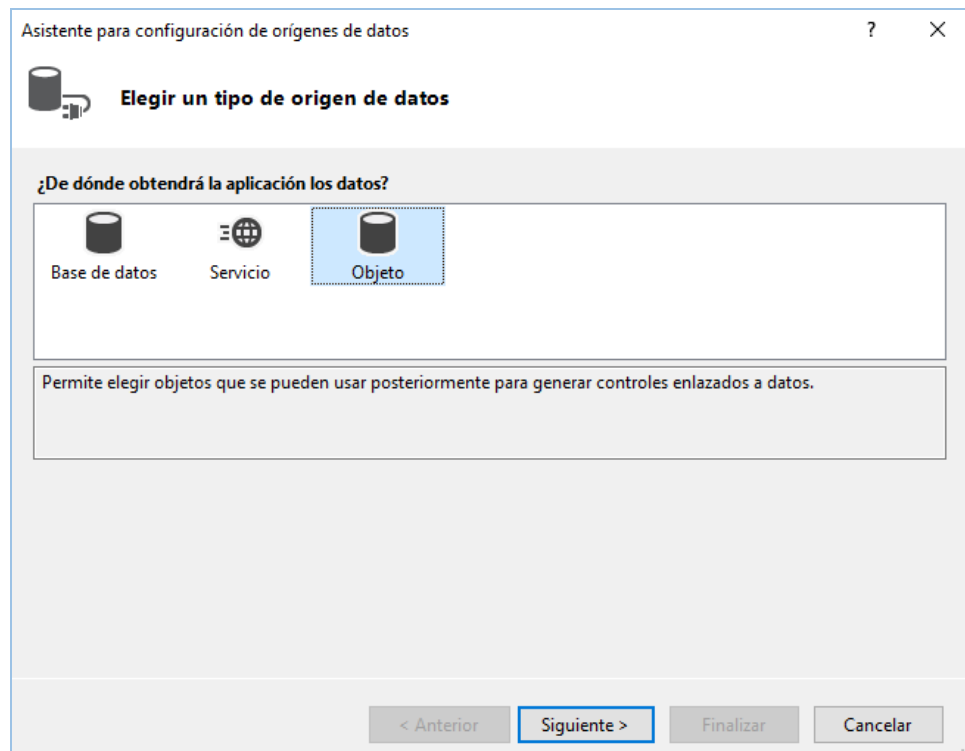 Asistente para configuración de orígenes de datos ?
Elegir un tipo de origen de datos
¿De dónde obtendrá la aplicación los datos?
Base de datos Servicio Objeto
Permite elegir objetos que se pueden usar posteriormente para generar controles enlazados a datos.
< Anterior Siguiente > Finalizar Cancelar